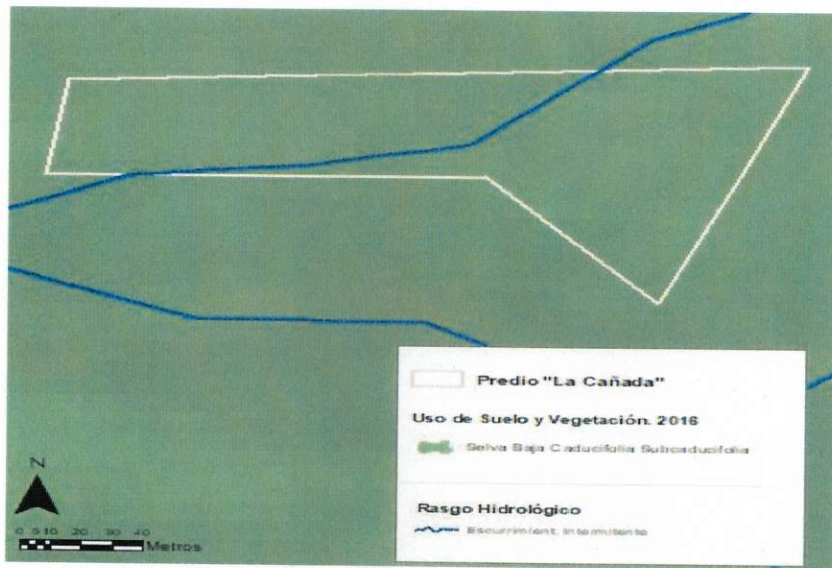 Predio "La Cañada"
Uso de Suelo y Vegetación. 2016
Selva Baja Caducifolia Subcaducifolia
Rasgo Hidrológico
Escurrimient. Intermitente
N
0 5 10 20 30 40
Metros